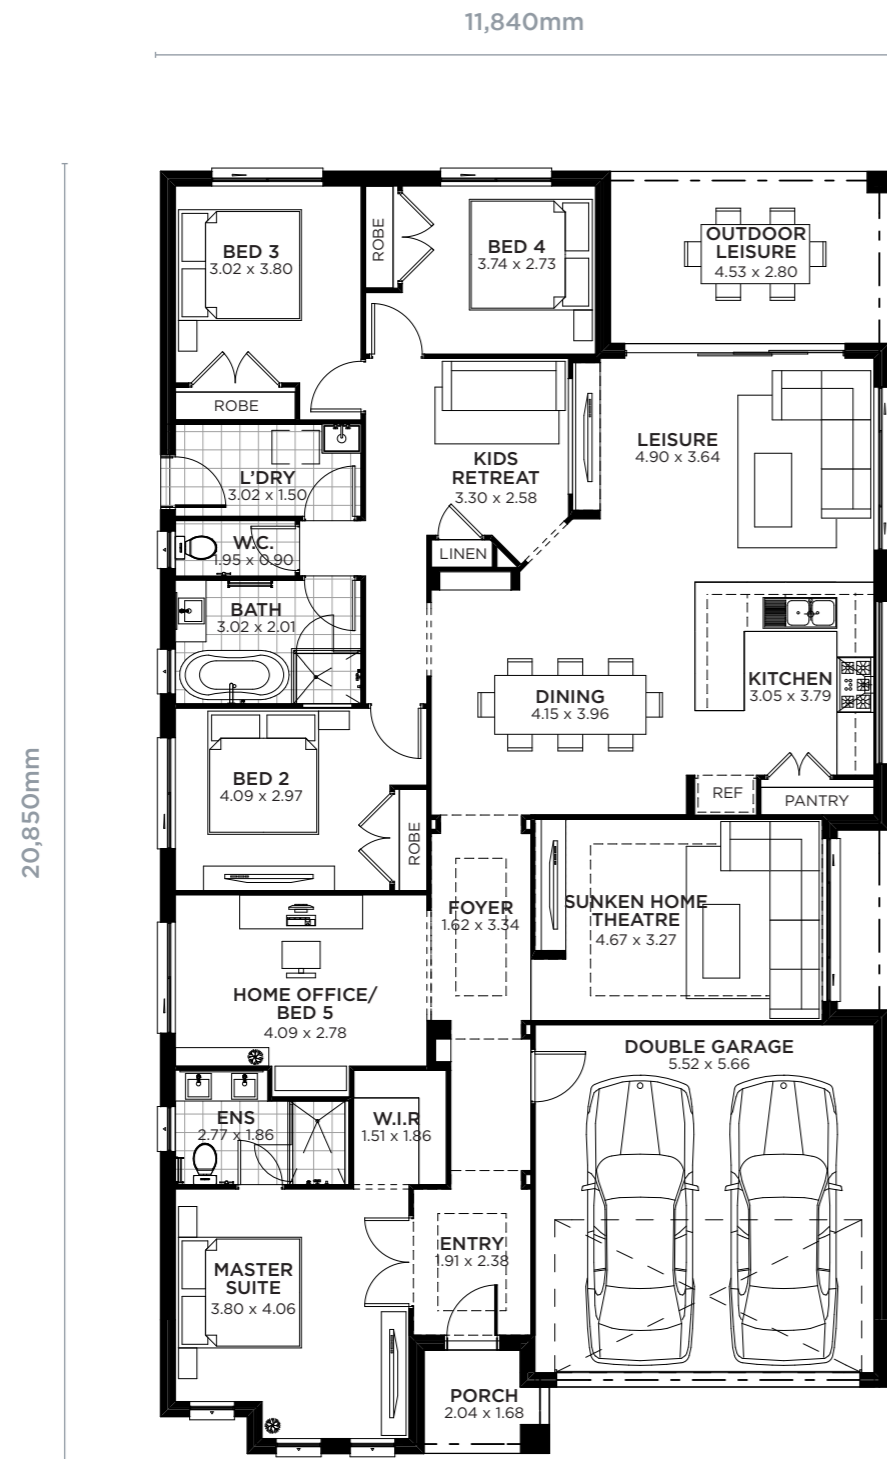 11,840mm
20,850mm
BED 3
3.02 x 3.80
ROBE
ROBE
BED 4
3.74 x 2.73
OUTDOOR
LEISURE
4.53 x 2.80
L'DRY
3.02 x 1.50
KIDS
RETREAT
3.30 x 2.58
LINEN
LEISURE
4.90 x 3.64
W.C.
1.95 x 0.90
BATH
3.02 x 2.01
DINING
4.15 x 3.96
KITCHEN
3.05 x 3.79
REF
PANTRY
BED 2
4.09 x 2.97
ROBE
FOYER
1.62 x 3.34
SUNKEN HOME
THEATRE
4.67 x 3.27
HOME OFFICE/
BED 5
4.09 x 2.78
DOUBLE GARAGE
5.52 x 5.66
ENS
2.77 x 1.86
W.I.R
1.51 x 1.86
MASTER
SUITE
3.80 x 4.06
ENTRY
1.91 x 2.38
PORCH
2.04 x 1.68